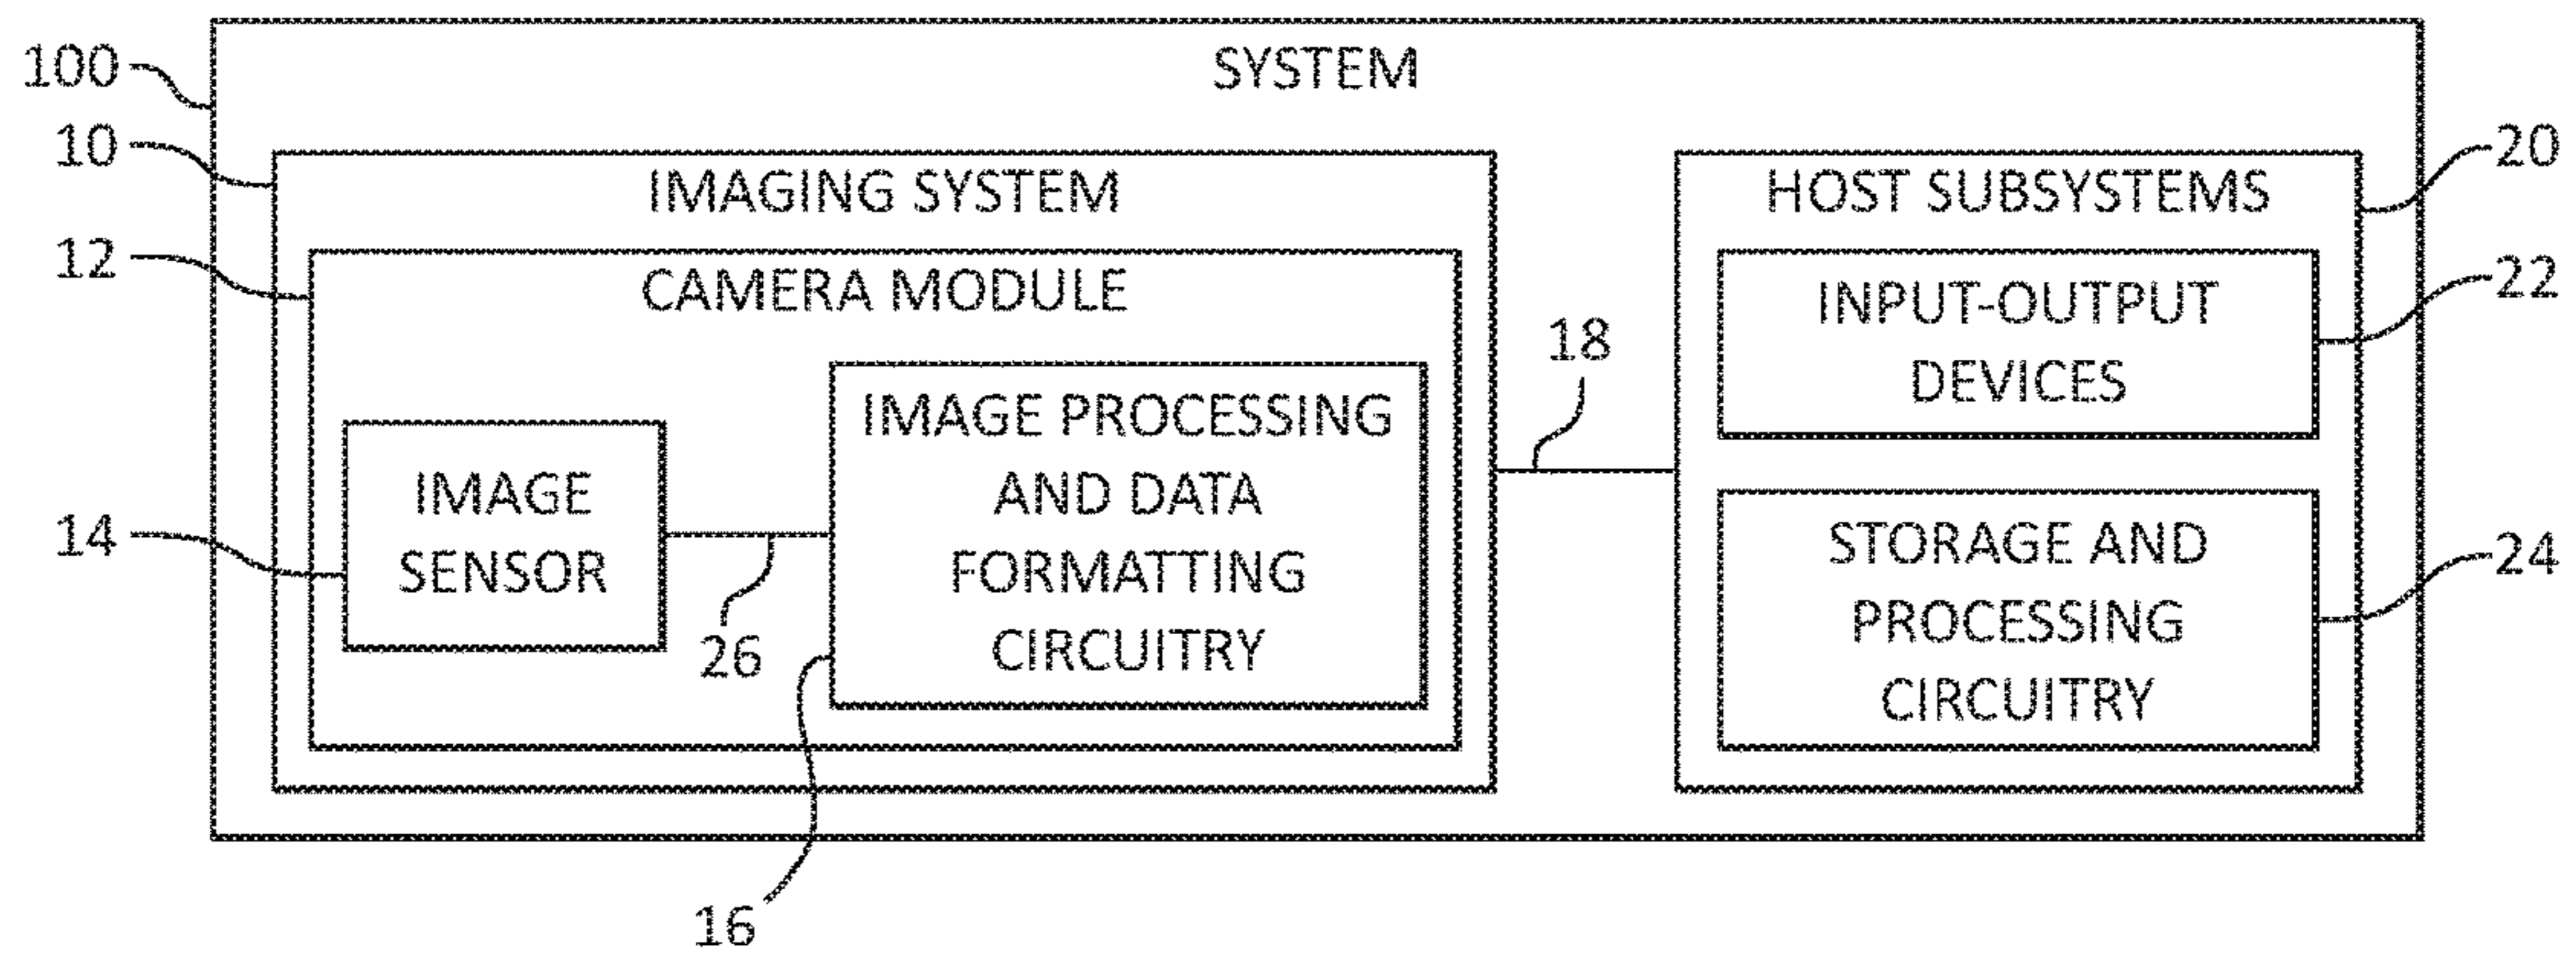 SYSTEM
100
10
IMAGING SYSTEM
12
CAMERA MODULE
IMAGE
SENSOR
14
26
IMAGE PROCESSING
AND DATA
FORMATTING
CIRCUITRY
16
18
HOST SUBSYSTEMS
20
INPUT-OUTPUT
DEVICES
22
STORAGE AND
PROCESSING
CIRCUITRY
24